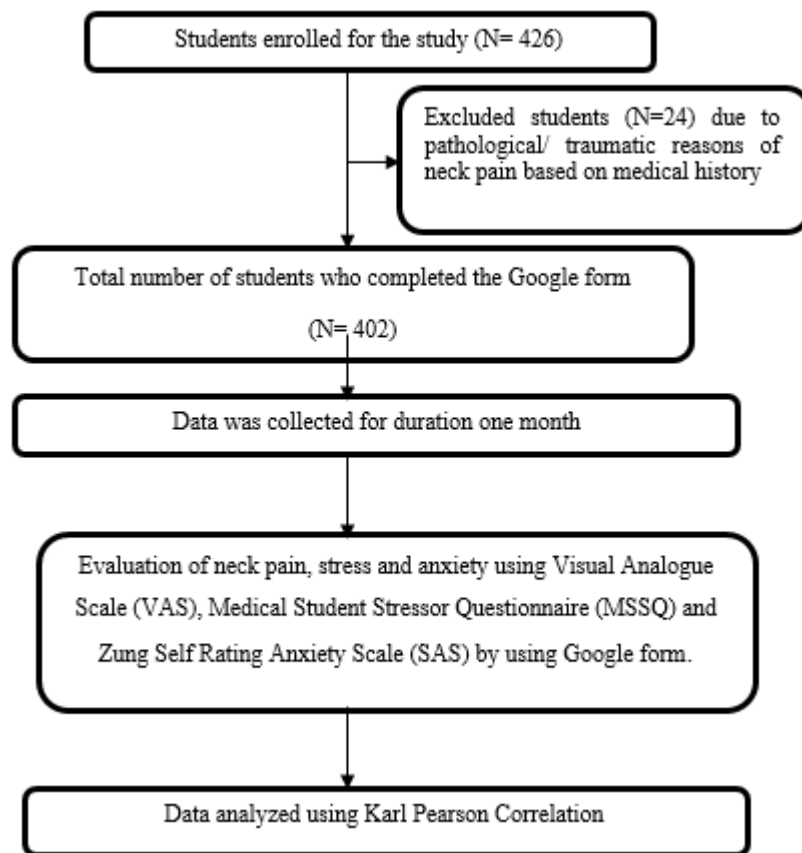 Students enrolled for the study (N= 426)
Excluded students (N=24) due to
pathological/ traumatic reasons of
neck pain based on medical history
Total number of students who completed the Google form
(N= 402)
Data was collected for duration one month
Evaluation of neck pain, stress and anxiety using Visual Analogue
Scale (VAS), Medical Student Stressor Questionnaire (MSSQ) and
Zung Self Rating Anxiety Scale (SAS) by using Google form.
Data analyzed using Karl Pearson Correlation